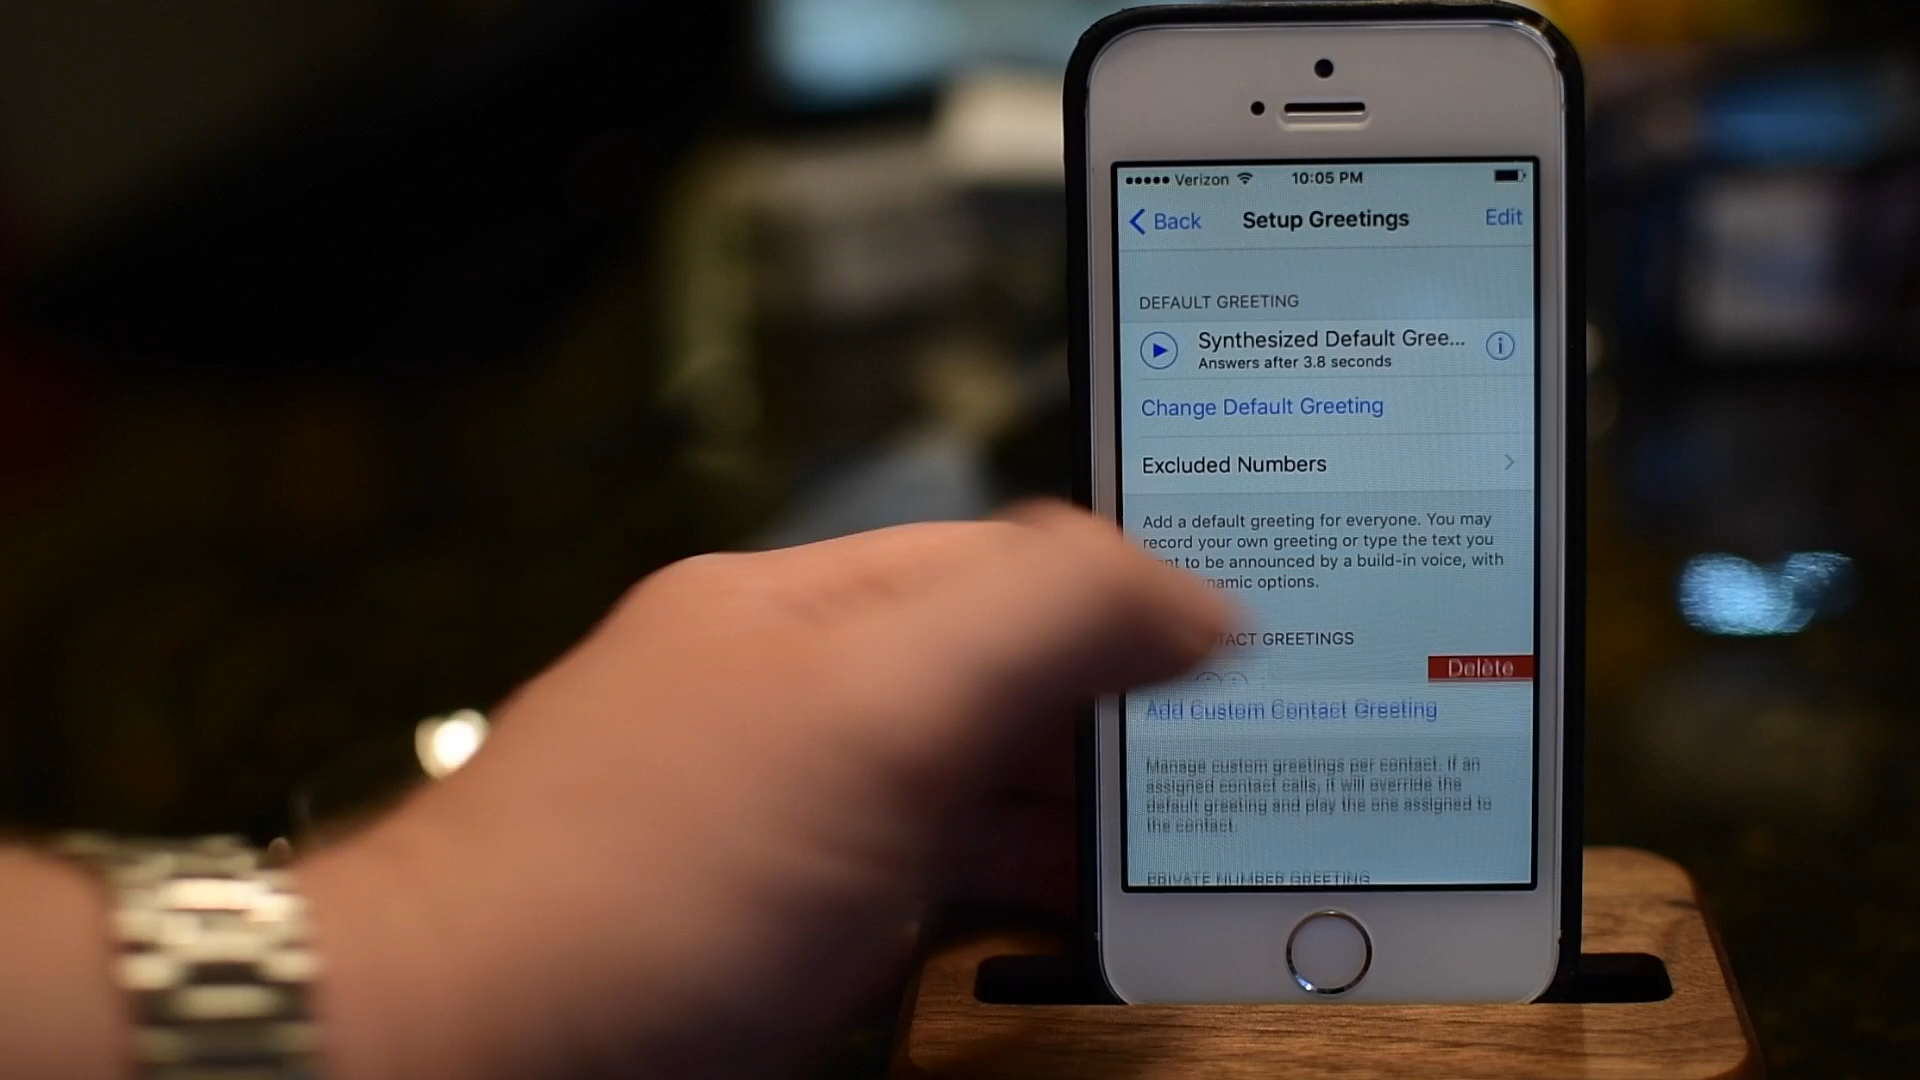 Verizon 10:05 PM
Back Setup Greetings Edit
DEFAULT GREETING
Synthesized Default Gree...
Answers after 3.8 seconds
Change Default Greeting
Excluded Numbers
Add a default greeting for everyone. You may
record your own greeting or type the text you
to be announced by a build-in voice, with
options.
GREETINGS
Delete
Add Custom Contact Greeting
Manage custom greetings per contact. If an
assigned contact calls, it will override the
default greeting and play the one assigned to
the contact.
PRIVATE NUMBER GREETING